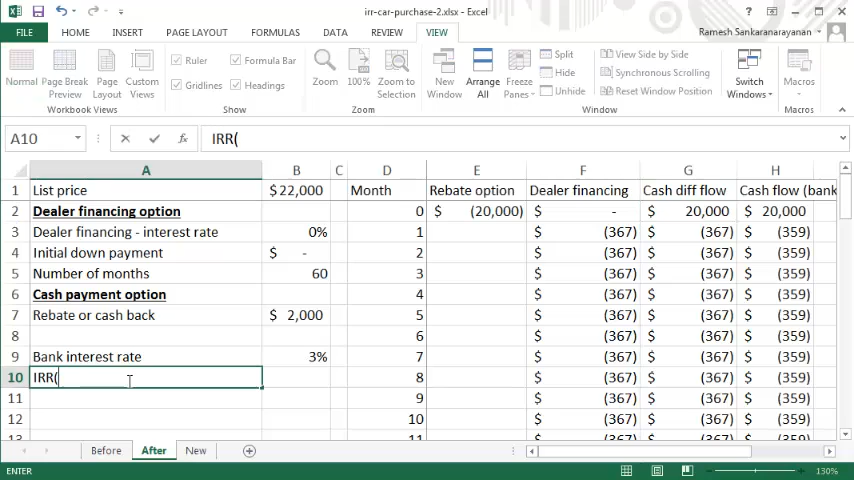 irr-car-purchase-2.xlsx - Excel
FILE HOME INSERT PAGE LAYOUT FORMULAS DATA REVIEW VIEW Ramesh Sankaranarayanan
Normal Page Break Preview Page Layout Custom Views
Workbook Views
Ruler Formula Bar
Gridlines Headings
Show
Zoom 100% Zoom to Selection
Zoom
New Window Arrange All Freeze Panes
Split
Hide
Unhide
View Side by Side
Synchronous Scrolling
Reset Window Position
Window
Switch Windows
Macros
Macros
A10 IRR(
A B C D E F G H
1 List price $22,000 Month Rebate option Dealer financing Cash diff flow Cash flow (bank
2 Dealer financing option 0 $ (20,000) $ - $ 20,000 $ 20,000
3 Dealer financing - interest rate 0% 1 $ (367) $ (367) $ (359)
4 Initial down payment $ - 2 $ (367) $ (367) $ (359)
5 Number of months 60 3 $ (367) $ (367) $ (359)
6 Cash payment option 4 $ (367) $ (367) $ (359)
7 Rebate or cash back $ 2,000 5 $ (367) $ (367) $ (359)
8 6 $ (367) $ (367) $ (359)
9 Bank interest rate 3% 7 $ (367) $ (367) $ (359)
10 IRR( 8 $ (367) $ (367) $ (359)
11 9 $ (367) $ (367) $ (359)
12 10 $ (367) $ (367) $ (359)
13 11 $ (367) $ (367) $ (359)
Before After New
ENTER 130%